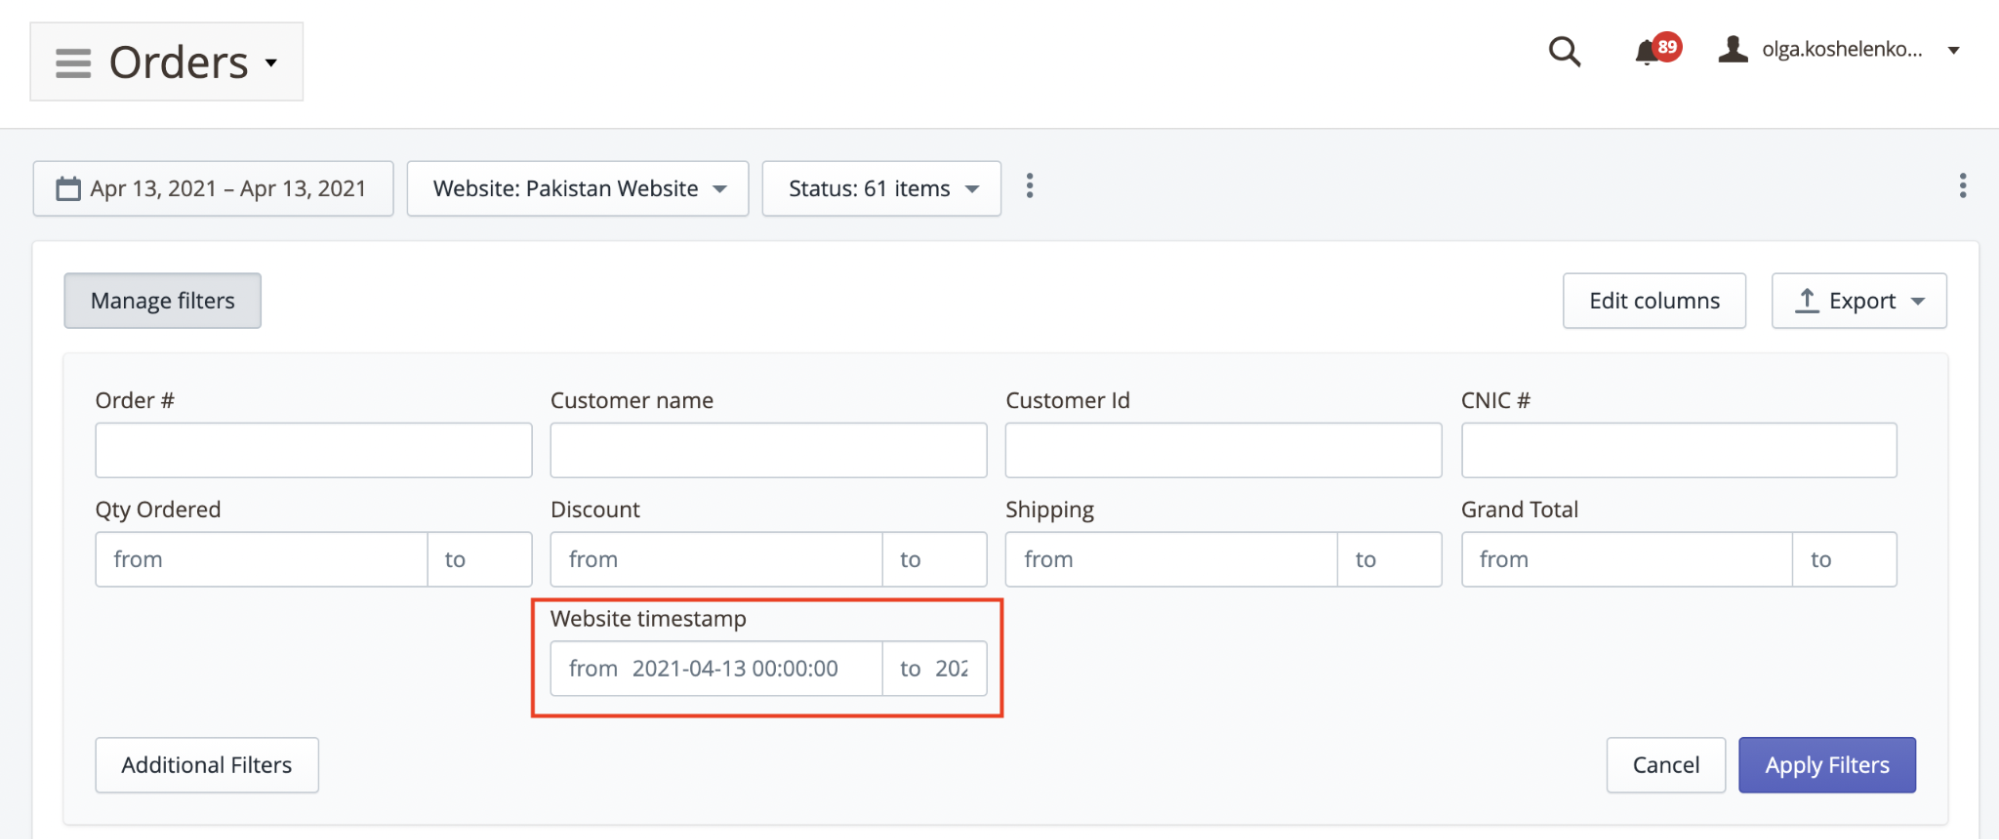 Orders
89
olga.koshelenko...
Apr 13, 2021 – Apr 13, 2021
Website: Pakistan Website
Status: 61 items
Manage filters
Edit columns
Export
Order #
Customer name
Customer Id
CNIC #
Qty Ordered
Discount
Shipping
Grand Total
from to
from to
from to
from to
Website timestamp
from 2021-04-13 00:00:00 to 202
Additional Filters
Cancel
Apply Filters